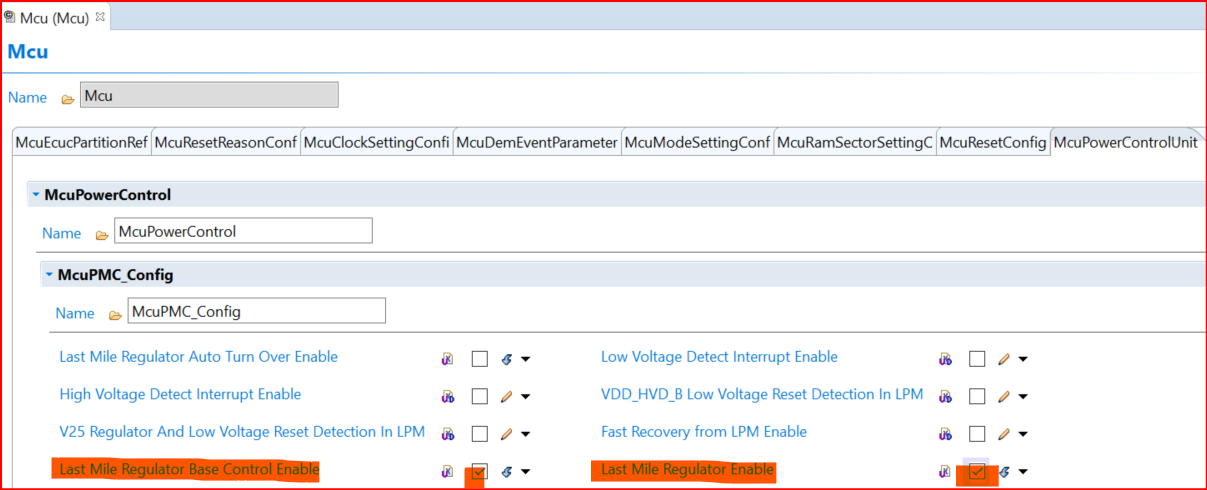 Mcu (Mcu)
Mcu
Name Mcu
McuEcucPartitionRef McuResetReasonConf McuClockSettingConfi McuDemEventParameter McuModeSettingConf McuRamSectorSettingC McuResetConfig McuPowerControlUnit
McuPowerControl
Name McuPowerControl
McuPMC_Config
Name McuPMC_Config
Last Mile Regulator Auto Turn Over Enable Low Voltage Detect Interrupt Enable
High Voltage Detect Interrupt Enable VDD_HVD_B Low Voltage Reset Detection In LPM
V25 Regulator And Low Voltage Reset Detection In LPM Fast Recovery from LPM Enable
Last Mile Regulator Base Control Enable Last Mile Regulator Enable